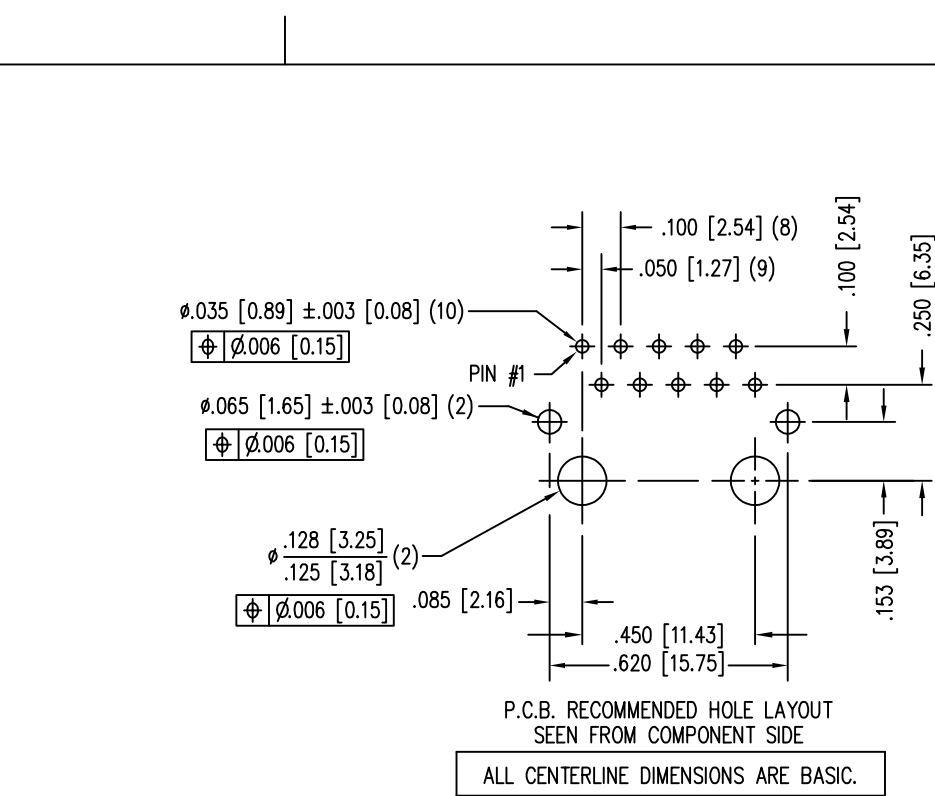 .100 [2.54] (8)
.050 [1.27] (9)
.100 [2.54]
.250 [6.35]
ø.035 [0.89] ±.003 [0.08] (10)
⌖ Ø.006 [0.15]
PIN #1
ø.065 [1.65] ±.003 [0.08] (2)
⌖ Ø.006 [0.15]
ø .128 [3.25]
.125 [3.18] (2)
⌖ Ø.006 [0.15]
.085 [2.16]
.153 [3.89]
.450 [11.43]
.620 [15.75]
P.C.B. RECOMMENDED HOLE LAYOUT
SEEN FROM COMPONENT SIDE
ALL CENTERLINE DIMENSIONS ARE BASIC.